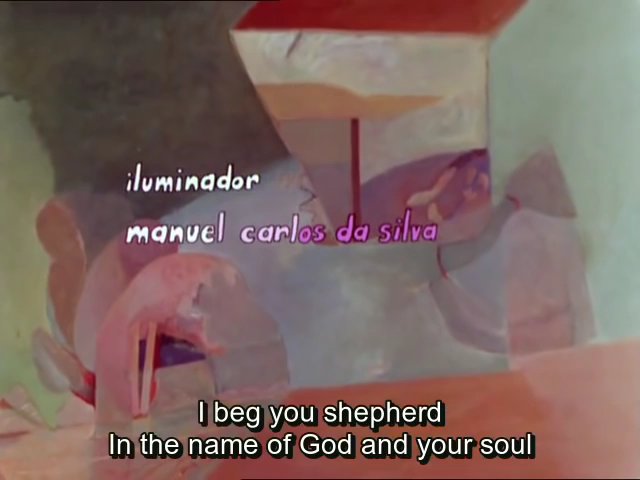 iluminador
manuel carlos da silva
I beg you shepherd
In the name of God and your soul